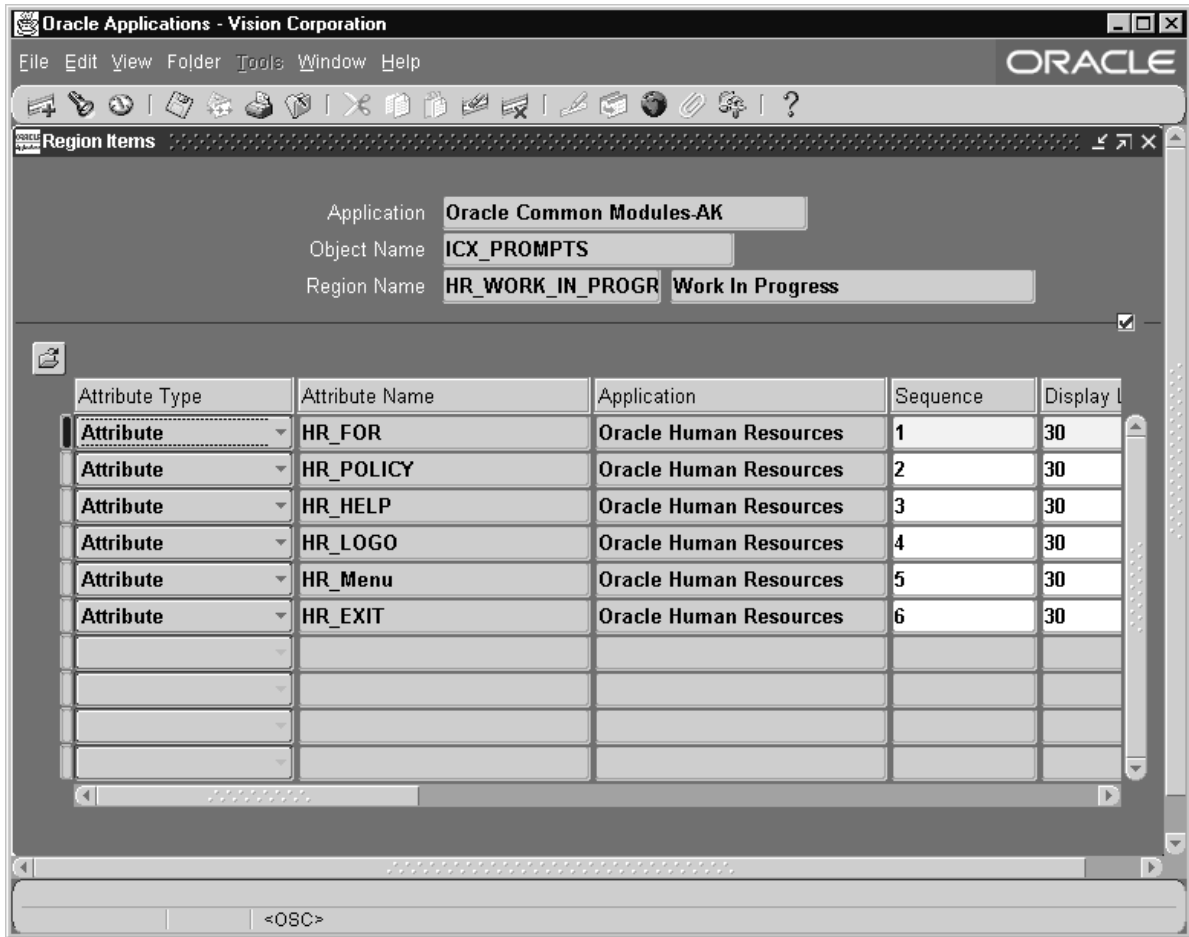 Oracle Applications - Vision Corporation
File Edit View Folder Tools Window Help
ORACLE
Region Items
Application Oracle Common Modules-AK
Object Name ICX_PROMPTS
Region Name HR_WORK_IN_PROGR Work In Progress
Attribute Type Attribute Name Application Sequence Display L
Attribute HR_FOR Oracle Human Resources 1 30
Attribute HR_POLICY Oracle Human Resources 2 30
Attribute HR_HELP Oracle Human Resources 3 30
Attribute HR_LOGO Oracle Human Resources 4 30
Attribute HR_Menu Oracle Human Resources 5 30
Attribute HR_EXIT Oracle Human Resources 6 30
<OSC>